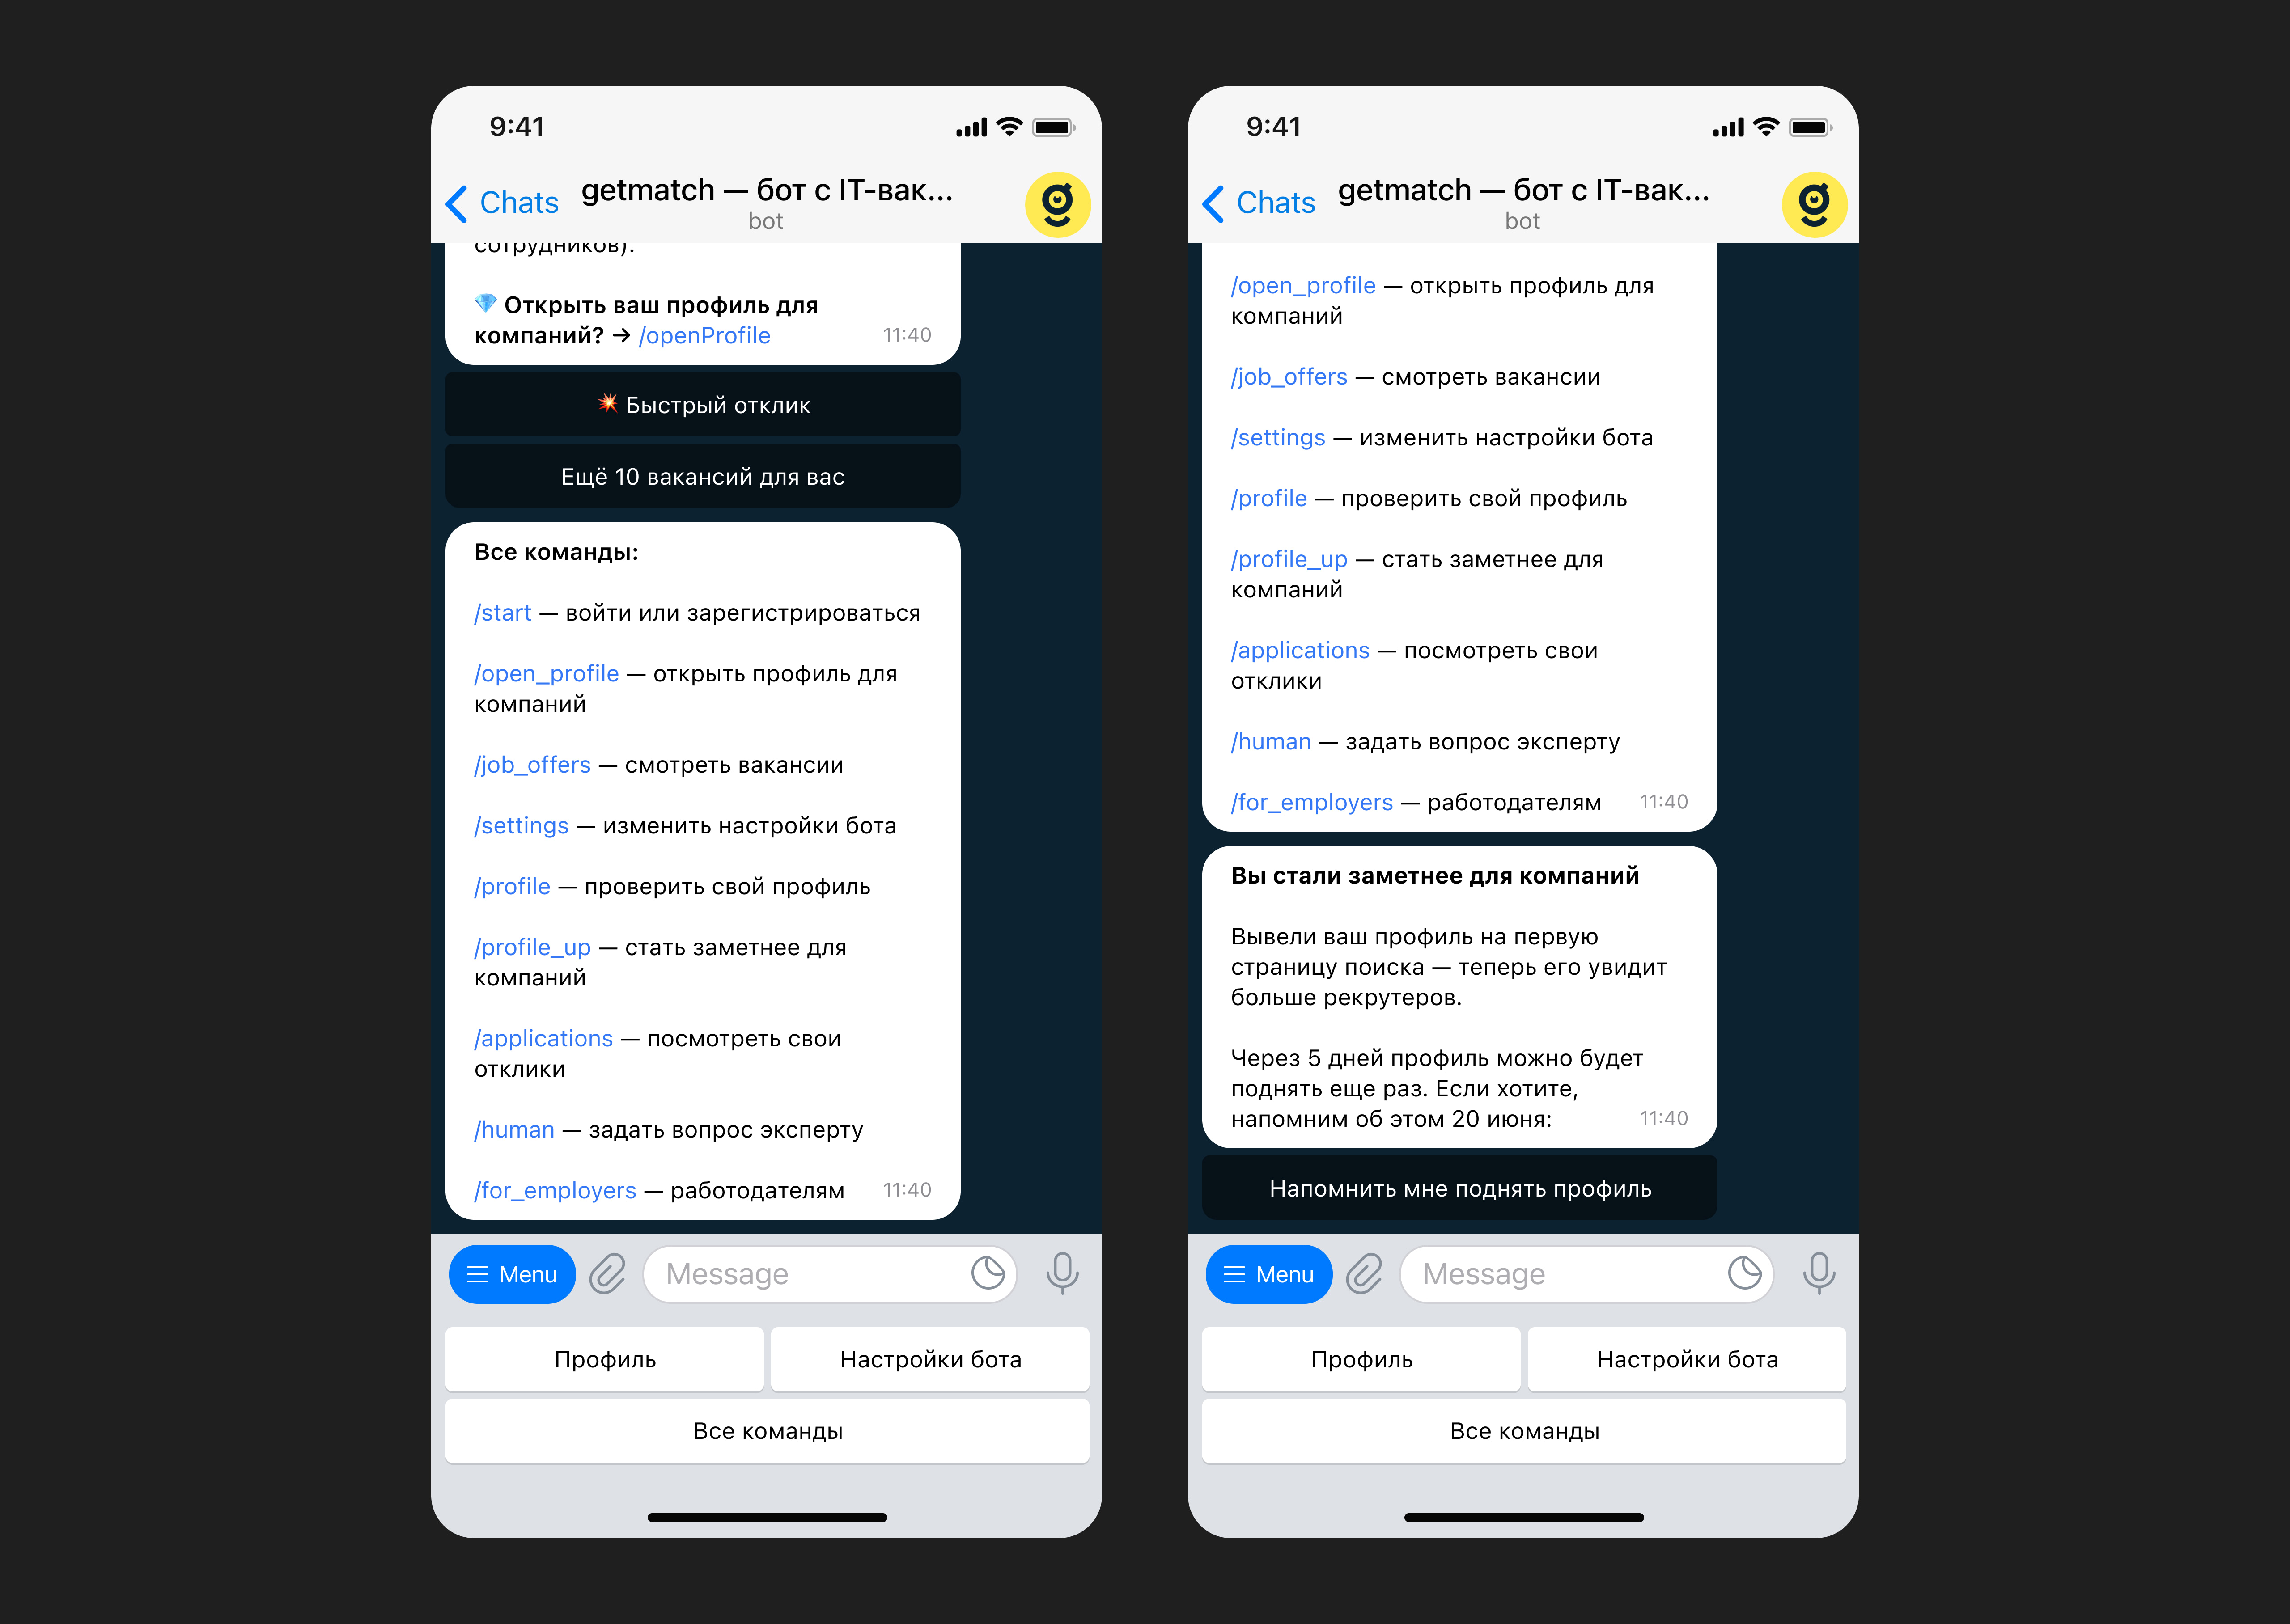 9:41
Chats
getmatch — бот с IT-вак...
bot
сотрудников).
💎 Открыть ваш профиль для
компаний? → /openProfile
11:40
💥 Быстрый отклик
Ещё 10 вакансий для вас
Все команды:
/start — войти или зарегистрироваться
/open_profile — открыть профиль для
компаний
/job_offers — смотреть вакансии
/settings — изменить настройки бота
/profile — проверить свой профиль
/profile_up — стать заметнее для
компаний
/applications — посмотреть свои
отклики
/human — задать вопрос эксперту
/for_employers — работодателям
11:40
Menu
Message
Профиль
Настройки бота
Все команды
9:41
Chats
getmatch — бот с IT-вак...
bot
/open_profile — открыть профиль для
компаний
/job_offers — смотреть вакансии
/settings — изменить настройки бота
/profile — проверить свой профиль
/profile_up — стать заметнее для
компаний
/applications — посмотреть свои
отклики
/human — задать вопрос эксперту
/for_employers — работодателям
11:40
Вы стали заметнее для компаний
Вывели ваш профиль на первую
страницу поиска — теперь его увидит
больше рекрутеров.
Через 5 дней профиль можно будет
поднять еще раз. Если хотите,
напомним об этом 20 июня:
11:40
Напомнить мне поднять профиль
Menu
Message
Профиль
Настройки бота
Все команды